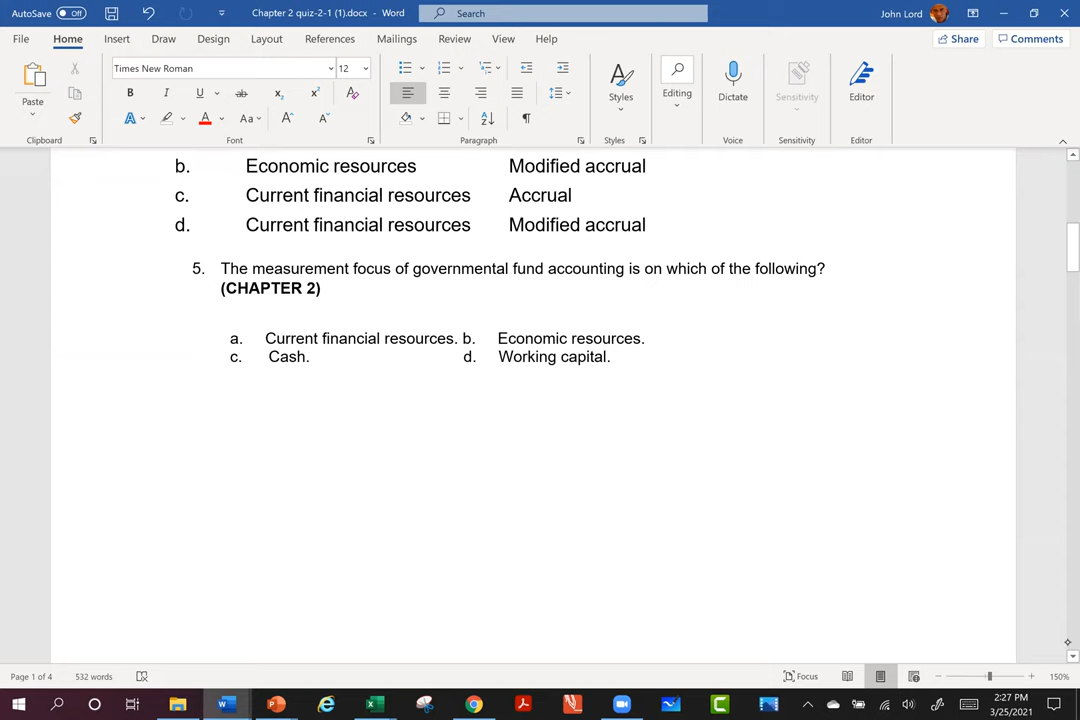 AutoSave Off Chapter 2 quiz-2-1 (1).docx - Word Search John Lord
File Home Insert Draw Design Layout References Mailings Review View Help Share Comments
Times New Roman 12
Paste B I U ab x2 x2 A Styles Editing Dictate Sensitivity Editor
A A Aa A A
Clipboard Font Paragraph Styles Voice Sensitivity Editor
b. Economic resources Modified accrual
c. Current financial resources Accrual
d. Current financial resources Modified accrual
5. The measurement focus of governmental fund accounting is on which of the following?
(CHAPTER 2)
a. Current financial resources. b. Economic resources.
c. Cash. d. Working capital.
Page 1 of 4 532 words Focus 150%
2:27 PM
3/25/2021